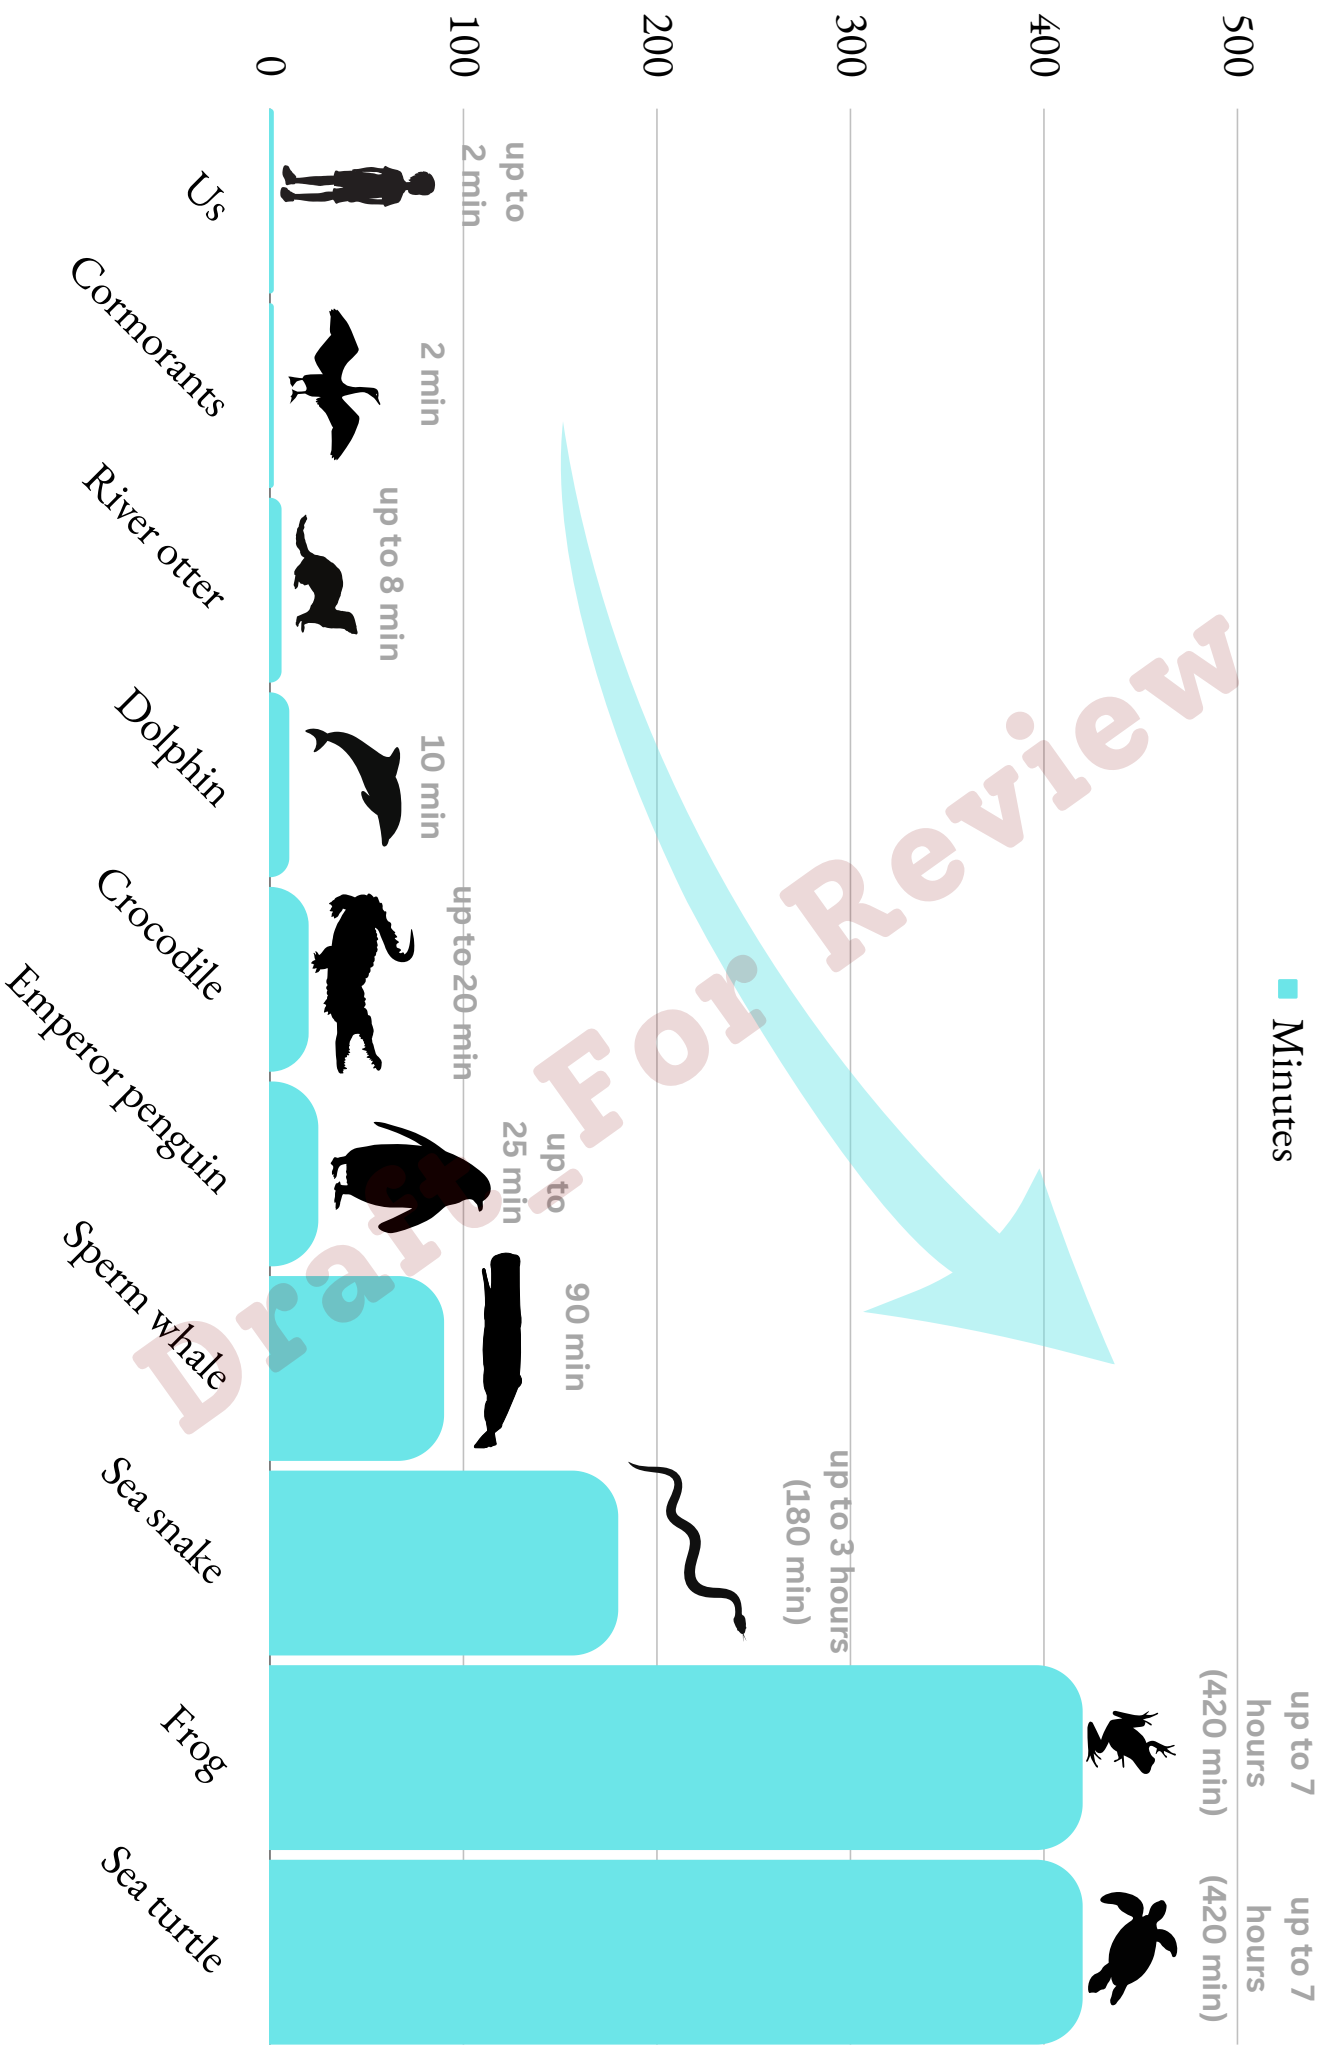 Minutes
500
400
300
200
100
0
up to
2 min
2 min
up to 8 min
10 min
up to 20 min
up to
25 min
90 min
up to 3 hours
(180 min)
up to 7
hours
(420 min)
up to 7
hours
(420 min)
Us
Cormorants
River otter
Dolphin
Crocodile
Emperor penguin
Sperm whale
Sea snake
Frog
Sea turtle
Draft_For Review